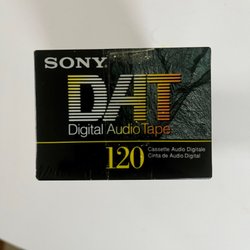 SONY
DAT
Digital Audio Tape
120
Cassette Audio Digitale
Cinta de Audio Digital